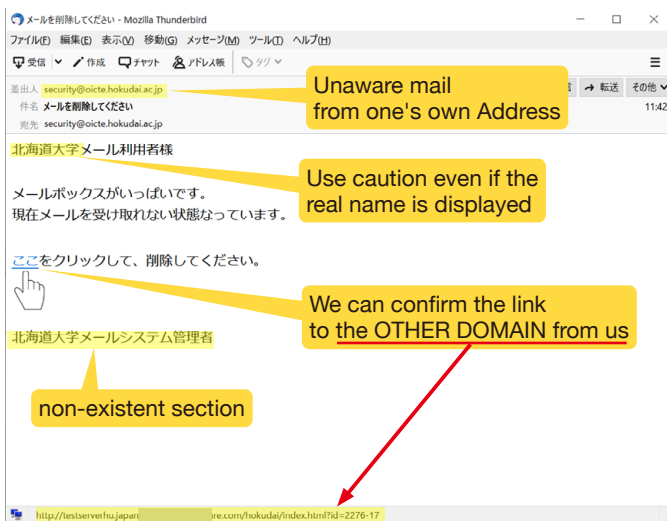 メールを削除してください - Mozilla Thunderbird
ファイル(F) 編集(E) 表示(V) 移動(G) メッセージ(M) ツール(T) ヘルプ(H)
受信 作成 チャット アドレス帳 タグ
差出人 security@oicte.hokudai.ac.jp
転送 その他
件名 メールを削除してください
11:42
宛先 security@oicte.hokudai.ac.jp
Unaware mail
from one's own Address
北海道大学メール利用者様
Use caution even if the
real name is displayed
メールボックスがいっぱいです。
現在メールを受け取れない状態なっています。
ここをクリックして、削除してください。
We can confirm the link
to the OTHER DOMAIN from us
北海道大学メールシステム管理者
non-existent section
http://testserverhu.japan re.com/hokudai/index.html?id=2276-17